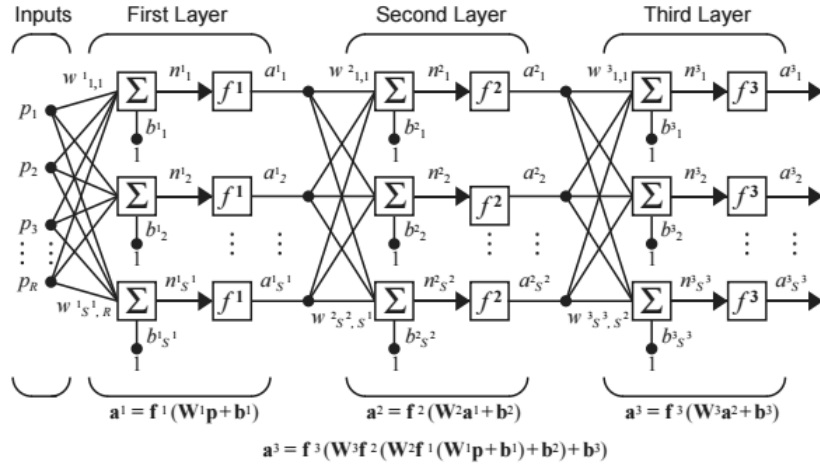 Inputs First Layer Second Layer Third Layer
w¹₁,₁ n¹₁ a¹₁ w²₁,₁ n²₁ a²₁ w³₁,₁ n³₁ a³₁
p₁ Σ f¹ Σ f² Σ f³
b¹₁ b²₁ b³₁
1 1 1
p₂ n¹₂ a¹₂ n²₂ a²₂ n³₂ a³₂
Σ f¹ Σ f² Σ f³
p₃ b¹₂ b²₂ b³₂
1 1 1
p_R n¹_S¹ a¹_S¹ n²_S² a²_S² n³_S³ a³_S³
Σ f¹ Σ f² Σ f³
w¹_S¹,R w²_S²,S¹ w³_S³,S²
b¹_S¹ b²_S² b³_S³
1 1 1
a¹ = f¹(W¹p+b¹) a² = f²(W²a¹+b²) a³ = f³(W³a²+b³)
a³ = f³(W³f²(W²f¹(W¹p+b¹)+b²)+b³)